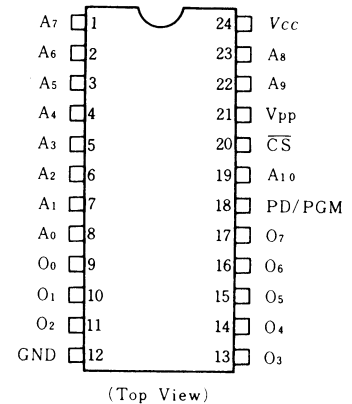 A₇ 1 24 Vcc
A₆ 2 23 A₈
A₅ 3 22 A₉
A₄ 4 21 Vpp
A₃ 5 20 C̅S̅
A₂ 6 19 A₁₀
A₁ 7 18 PD/PGM
A₀ 8 17 O₇
O₀ 9 16 O₆
O₁ 10 15 O₅
O₂ 11 14 O₄
GND 12 13 O₃
(Top View)